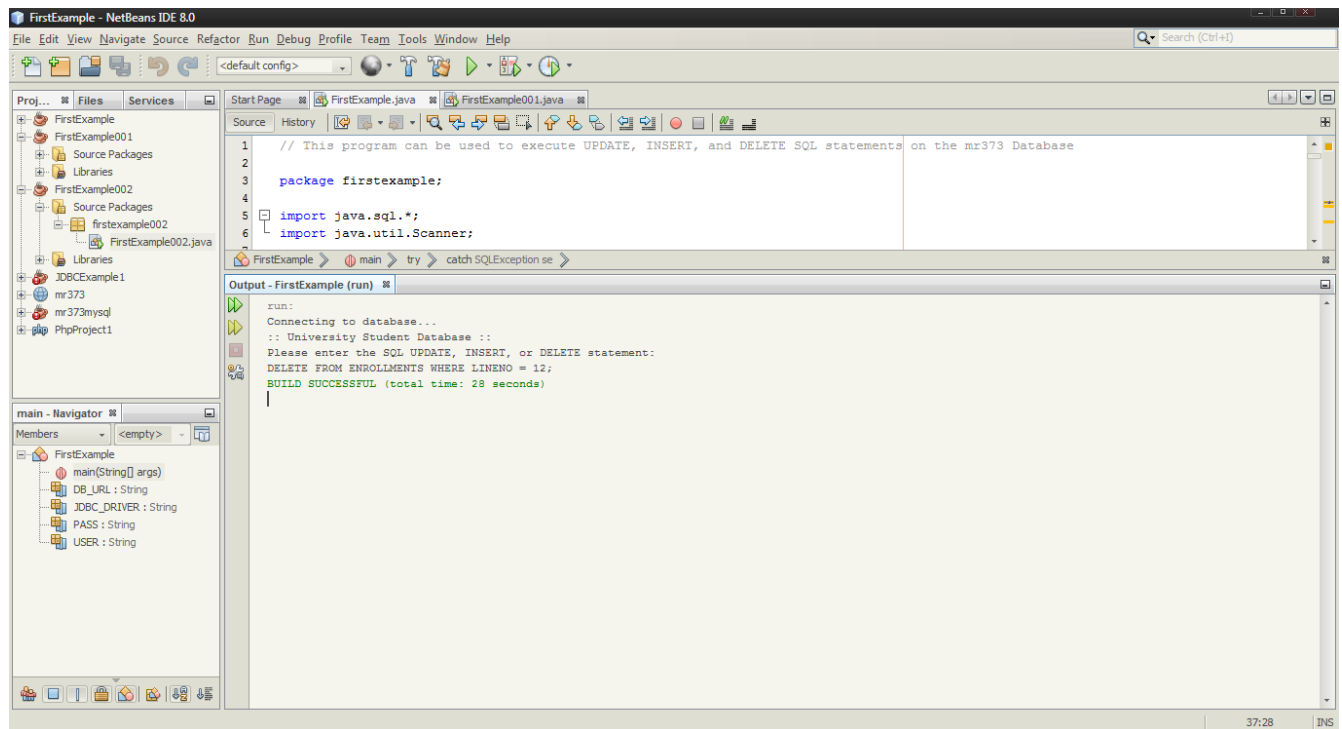 FirstExample - NetBeans IDE 8.0
File Edit View Navigate Source Refactor Run Debug Profile Team Tools Window Help
Search (Ctrl+I)
<default config>
Proj... Files Services
FirstExample
FirstExample001
Source Packages
Libraries
FirstExample002
Source Packages
firstexample002
FirstExample002.java
Libraries
JDBCExample1
mr373
mr373mysql
PhpProject1
Start Page FirstExample.java FirstExample001.java
Source History
1 // This program can be used to execute UPDATE, INSERT, and DELETE SQL statements on the mr373 Database
2
3 package firstexample;
4
5 import java.sql.*;
6 import java.util.Scanner;
7
FirstExample main try catch SQLException se
Output - FirstExample (run)
run:
Connecting to database...
:: University Student Database ::
Please enter the SQL UPDATE, INSERT, or DELETE statement:
DELETE FROM ENROLLMENTS WHERE LINENO = 12;
BUILD SUCCESSFUL (total time: 28 seconds)
main - Navigator
Members <empty>
FirstExample
main(String[] args)
DB_URL : String
JDBC_DRIVER : String
PASS : String
USER : String
37:28 INS